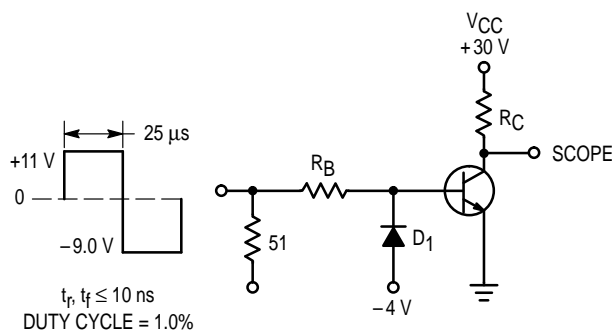 V_CC
+30 V
R_C
SCOPE
25 µs
+11 V
0
−9.0 V
R_B
51
D_1
−4 V
t_r, t_f ≤ 10 ns
DUTY CYCLE = 1.0%